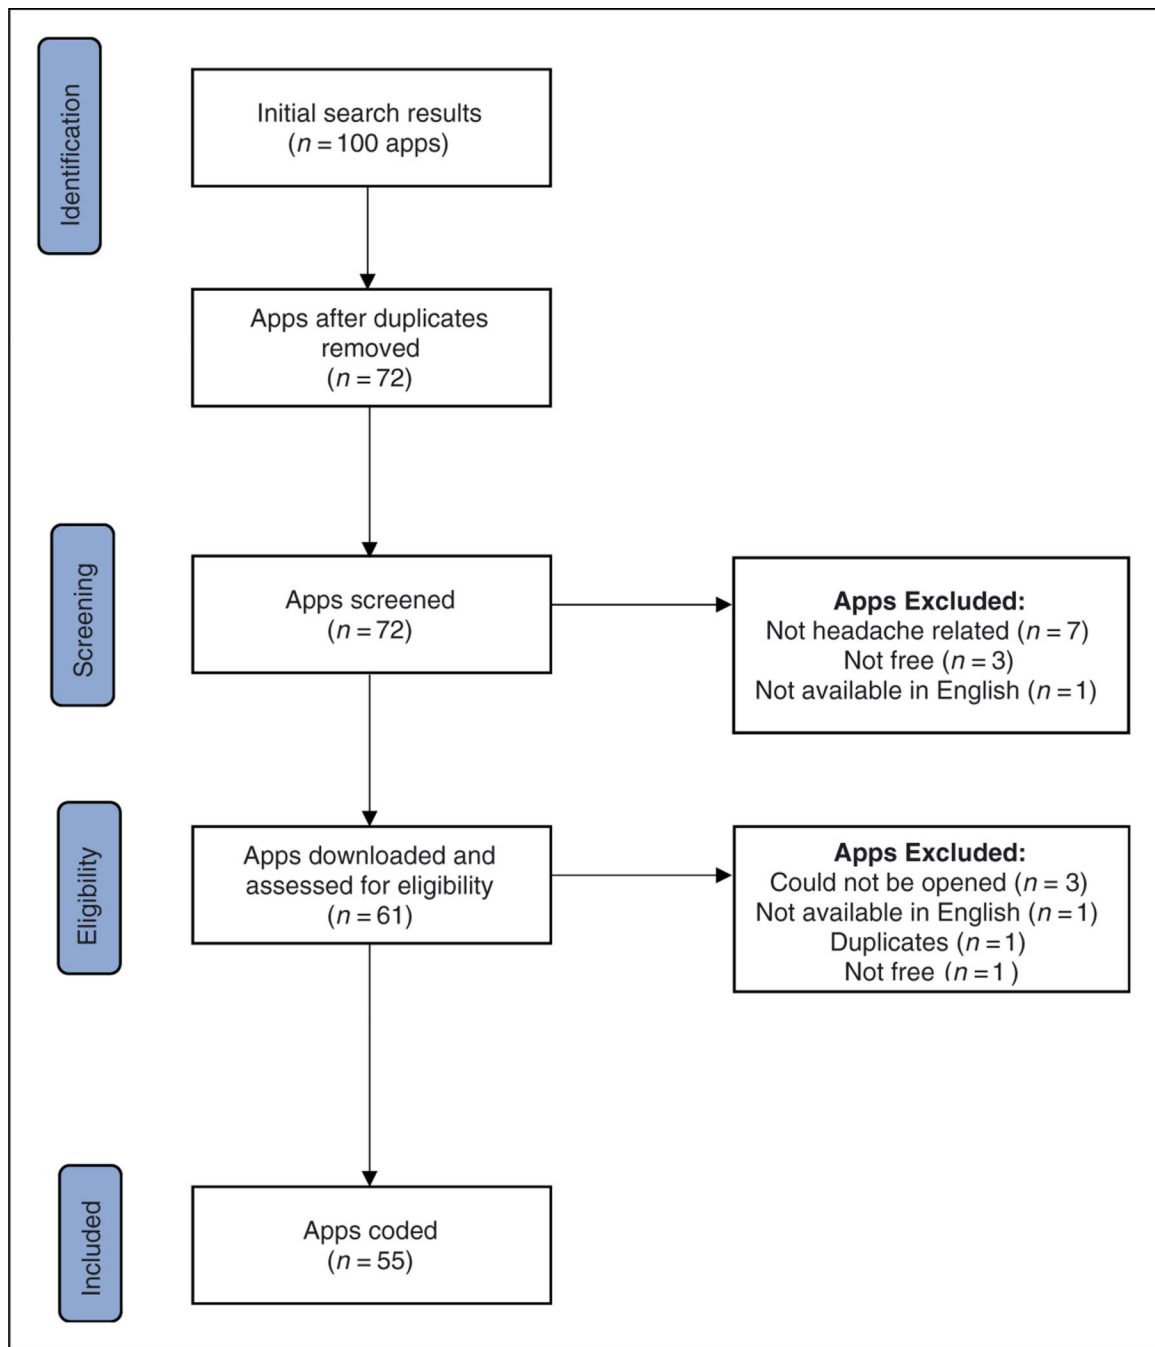 Identification
Initial search results
(n = 100 apps)
Apps after duplicates
removed
(n = 72)
Screening
Apps screened
(n = 72)
Apps Excluded:
Not headache related (n = 7)
Not free (n = 3)
Not available in English (n = 1)
Eligibility
Apps downloaded and
assessed for eligibility
(n = 61)
Apps Excluded:
Could not be opened (n = 3)
Not available in English (n = 1)
Duplicates (n = 1)
Not free (n = 1)
Included
Apps coded
(n = 55)